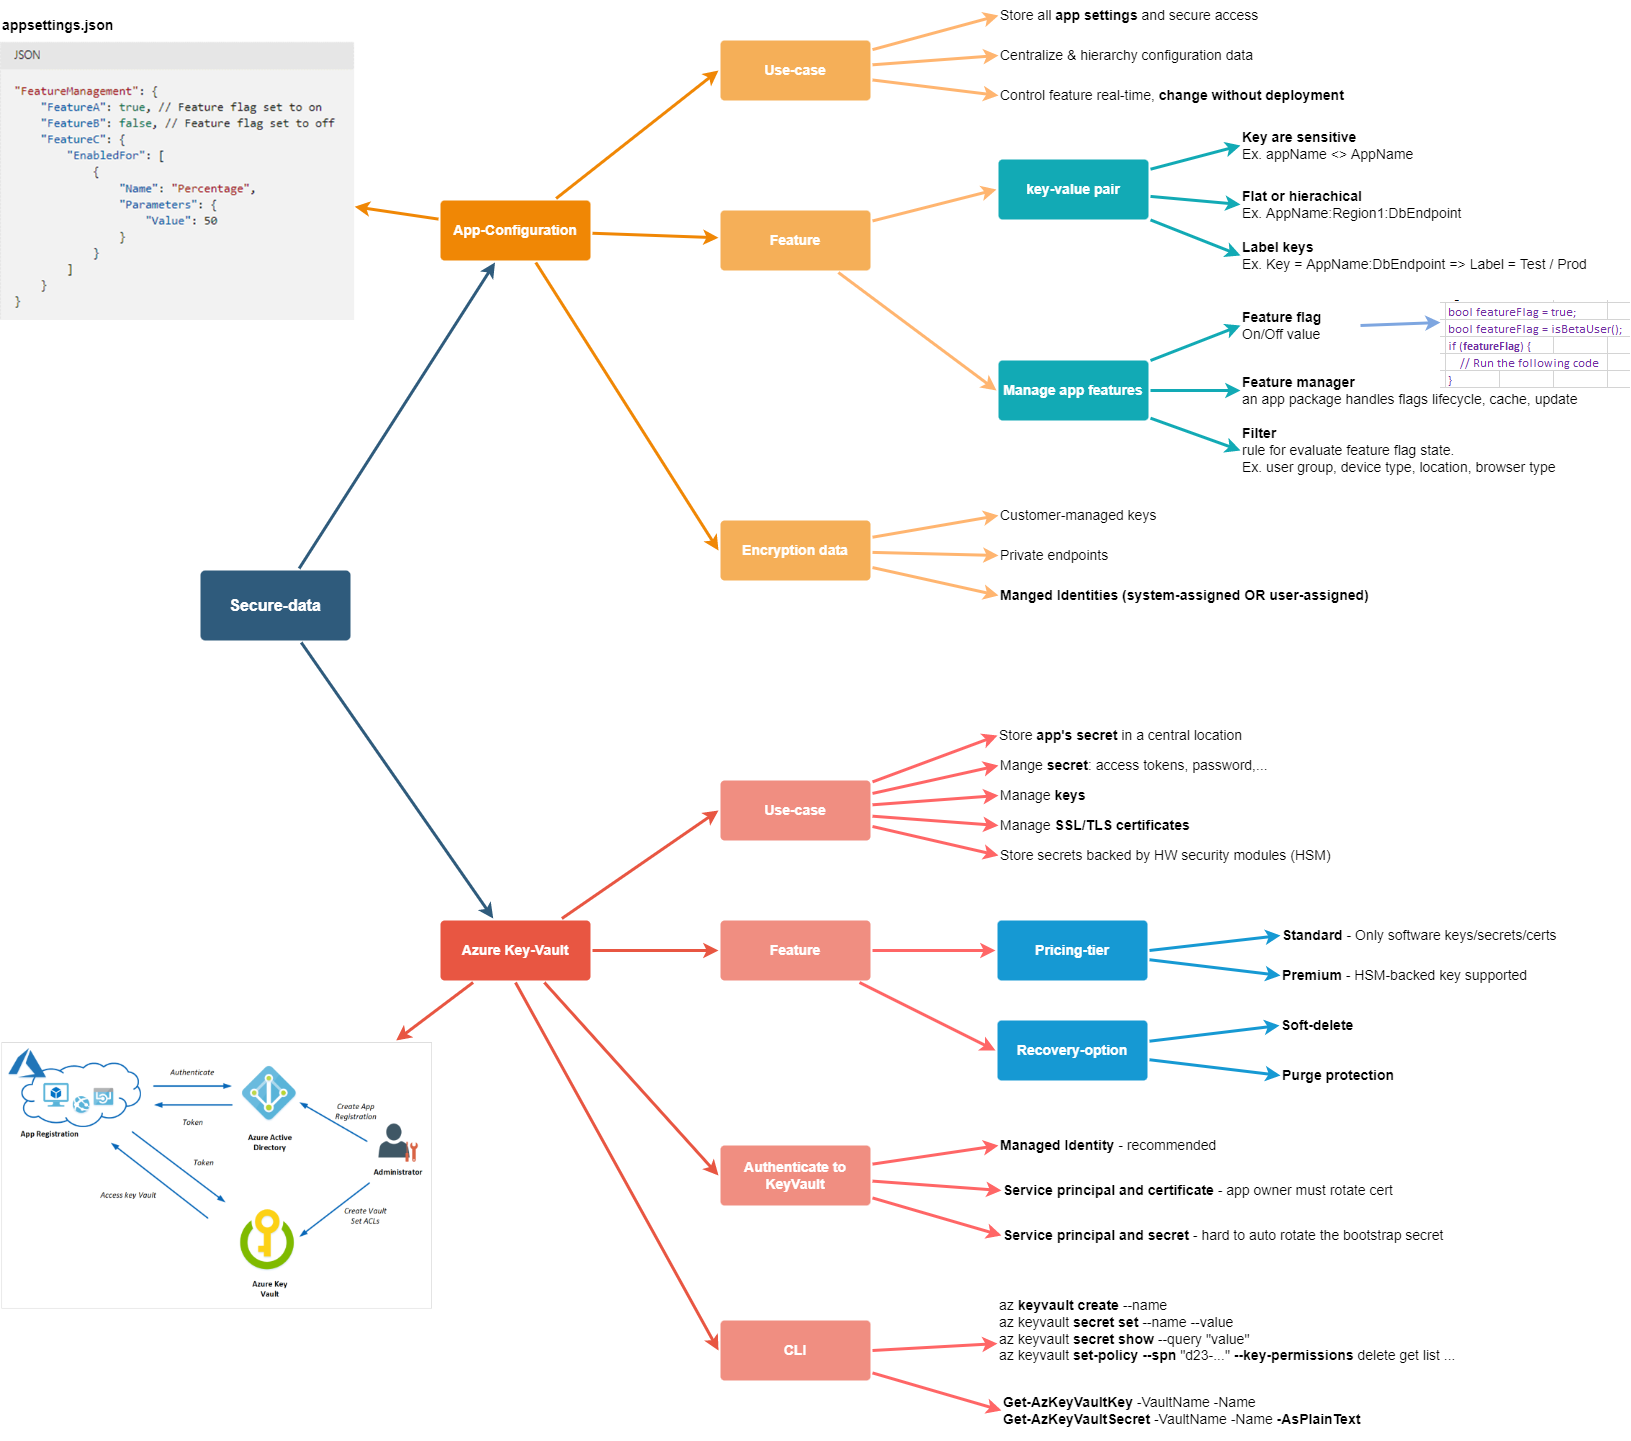 appsettings.json
JSON
"FeatureManagement": {
"FeatureA": true, // Feature flag set to on
"FeatureB": false, // Feature flag set to off
"FeatureC": {
"EnabledFor": [
{
"Name": "Percentage",
"Parameters": {
"Value": 50
}
}
]
}
}
Secure-data
App-Configuration
Use-case
Store all app settings and secure access
Centralize & hierarchy configuration data
Control feature real-time, change without deployment
Feature
key-value pair
Key are sensitive
Ex. appName <> AppName
Flat or hierachical
Ex. AppName:Region1:DbEndpoint
Label keys
Ex. Key = AppName:DbEndpoint => Label = Test / Prod
Manage app features
Feature flag
On/Off value
bool featureFlag = true;
bool featureFlag = isBetaUser();
if (featureFlag) {
// Run the following code
}
Feature manager
an app package handles flags lifecycle, cache, update
Filter
rule for evaluate feature flag state.
Ex. user group, device type, location, browser type
Encryption data
Customer-managed keys
Private endpoints
Manged Identities (system-assigned OR user-assigned)
Azure Key-Vault
Use-case
Store app's secret in a central location
Mange secret: access tokens, password,...
Manage keys
Manage SSL/TLS certificates
Store secrets backed by HW security modules (HSM)
Feature
Pricing-tier
Standard - Only software keys/secrets/certs
Premium - HSM-backed key supported
Recovery-option
Soft-delete
Purge protection
Authenticate to
KeyVault
Managed Identity - recommended
Service principal and certificate - app owner must rotate cert
Service principal and secret - hard to auto rotate the bootstrap secret
CLI
az keyvault create --name
az keyvault secret set --name --value
az keyvault secret show --query "value"
az keyvault set-policy --spn "d23-..." --key-permissions delete get list ...
Get-AzKeyVaultKey -VaultName -Name
Get-AzKeyVaultSecret -VaultName -Name -AsPlainText
Authenticate
Token
App Registration
Azure Active
Directory
Create App
Registration
Administrator
Token
Access key Vault
Create Vault
Set ACLs
Azure Key
Vault